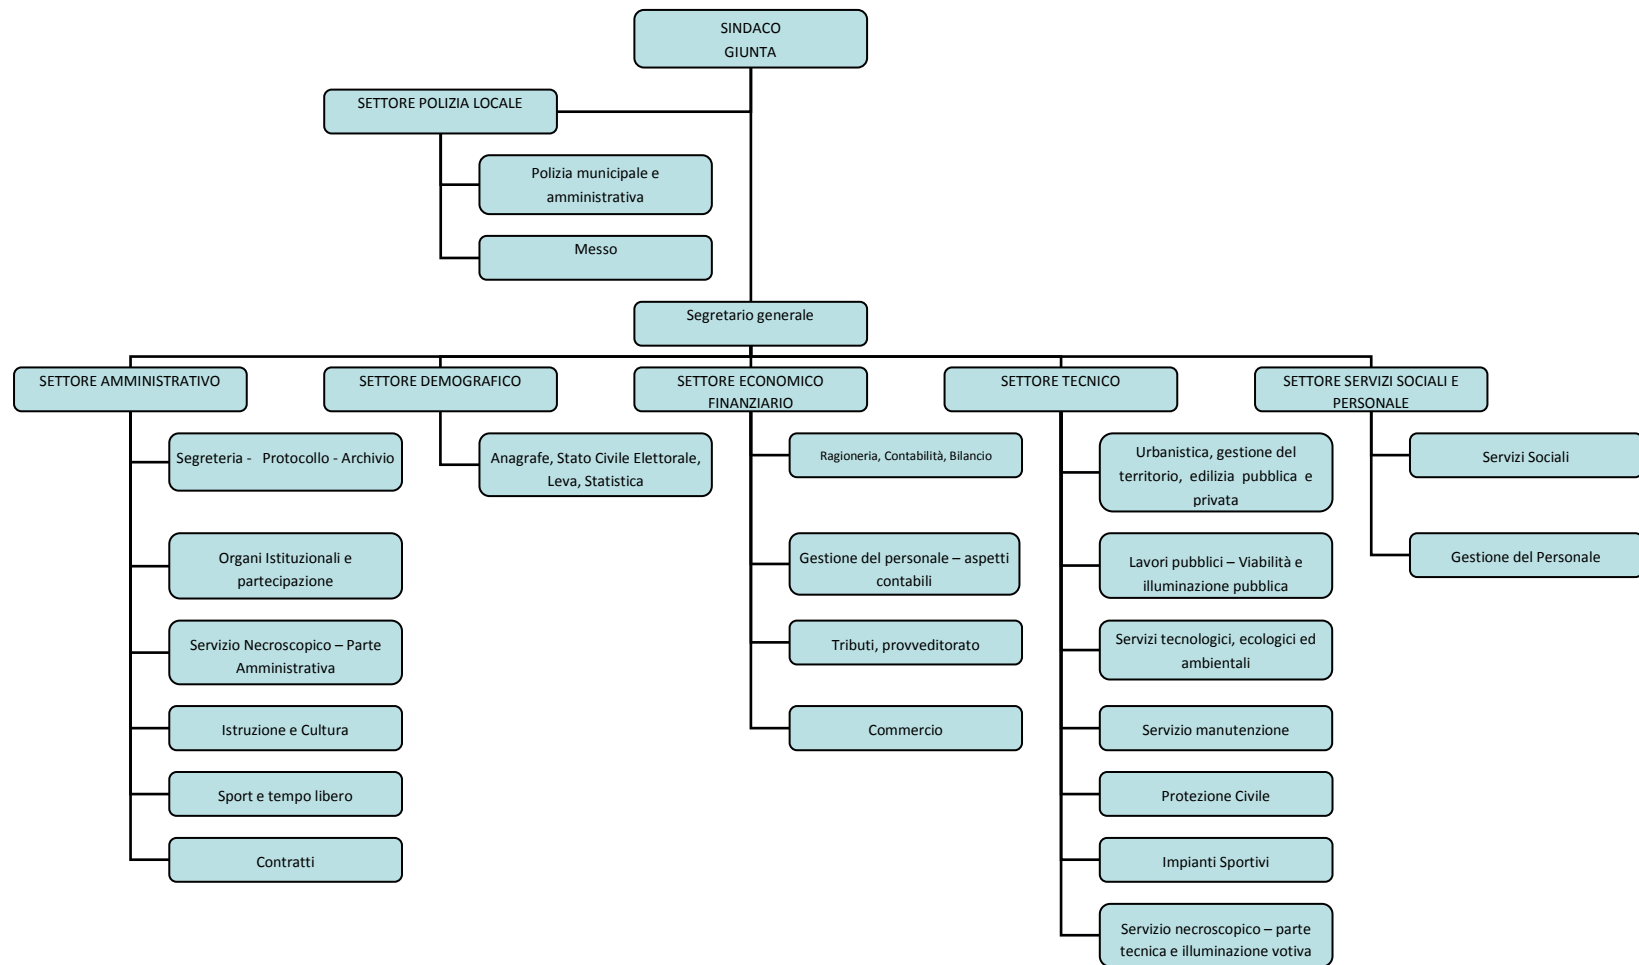 SINDACO
GIUNTA
SETTORE POLIZIA LOCALE
Polizia municipale e
amministrativa
Messo
Segretario generale
SETTORE AMMINISTRATIVO
Segreteria - Protocollo - Archivio
Organi Istituzionali e
partecipazione
Servizio Necroscopico – Parte
Amministrativa
Istruzione e Cultura
Sport e tempo libero
Contratti
SETTORE DEMOGRAFICO
Anagrafe, Stato Civile Elettorale,
Leva, Statistica
SETTORE ECONOMICO
FINANZIARIO
Ragioneria, Contabilità, Bilancio
Gestione del personale – aspetti
contabili
Tributi, provveditorato
Commercio
SETTORE TECNICO
Urbanistica, gestione del
territorio, edilizia pubblica e
privata
Lavori pubblici – Viabilità e
illuminazione pubblica
Servizi tecnologici, ecologici ed
ambientali
Servizio manutenzione
Protezione Civile
Impianti Sportivi
Servizio necroscopico – parte
tecnica e illuminazione votiva
SETTORE SERVIZI SOCIALI E
PERSONALE
Servizi Sociali
Gestione del Personale